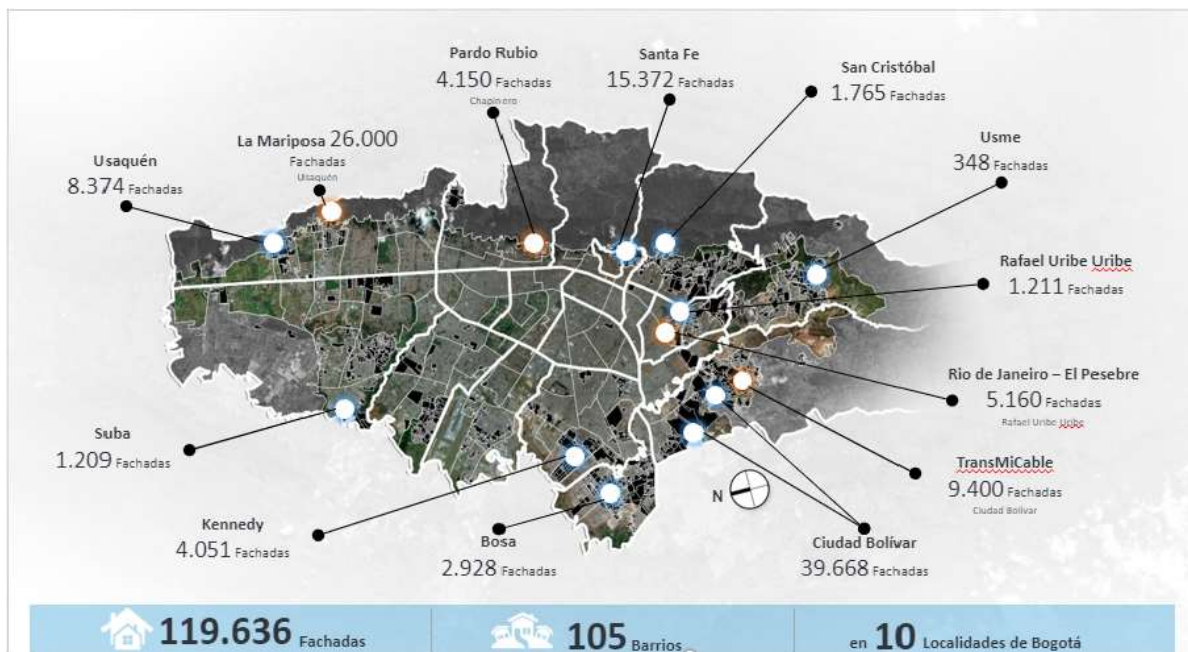 Pardo Rubio
4.150 Fachadas
Chapinero
Santa Fe
15.372 Fachadas
San Cristóbal
1.765 Fachadas
La Mariposa 26.000
Fachadas
Usaquén
Usaquén
8.374 Fachadas
Usme
348 Fachadas
Rafael Uribe Uribe
1.211 Fachadas
Rio de Janeiro – El Pesebre
5.160 Fachadas
Rafael Uribe Uribe
Suba
1.209 Fachadas
TransMiCable
9.400 Fachadas
Ciudad Bolívar
N
Kennedy
4.051 Fachadas
Bosa
2.928 Fachadas
Ciudad Bolívar
39.668 Fachadas
119.636 Fachadas
105 Barrios
en 10 Localidades de Bogotá